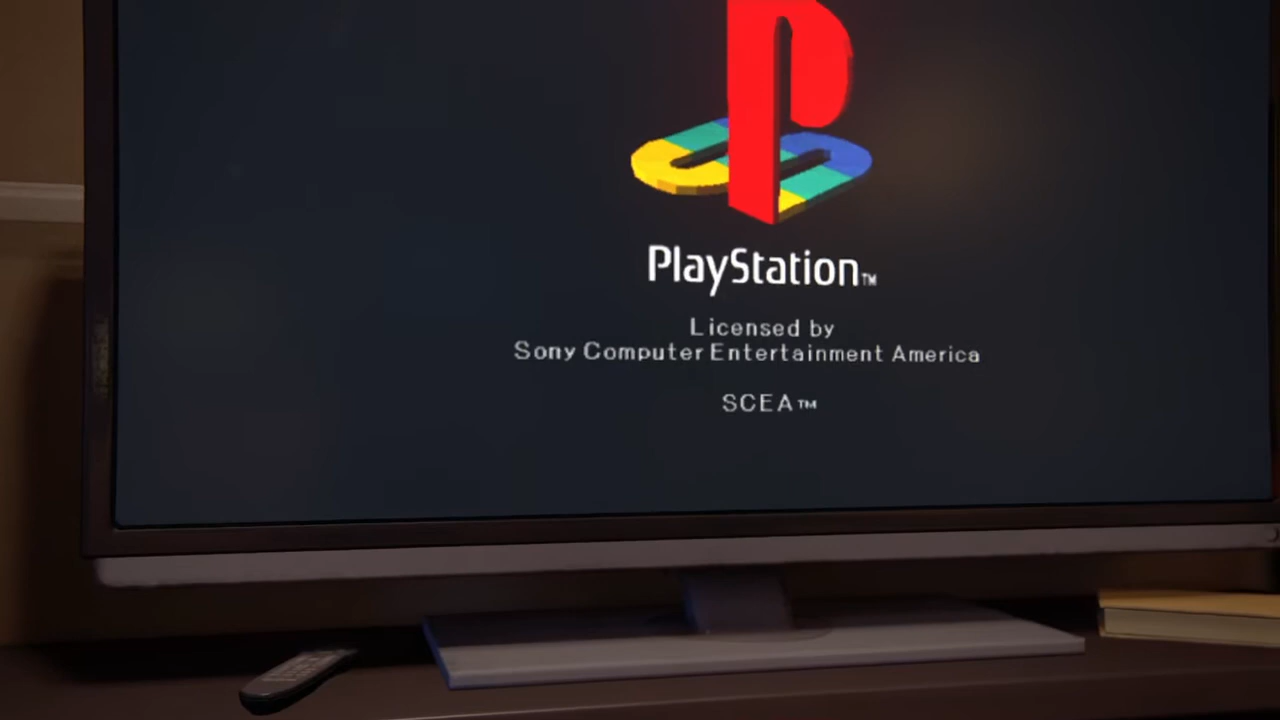 PlayStation™
Licensed by
Sony Computer Entertainment America
SCEA™